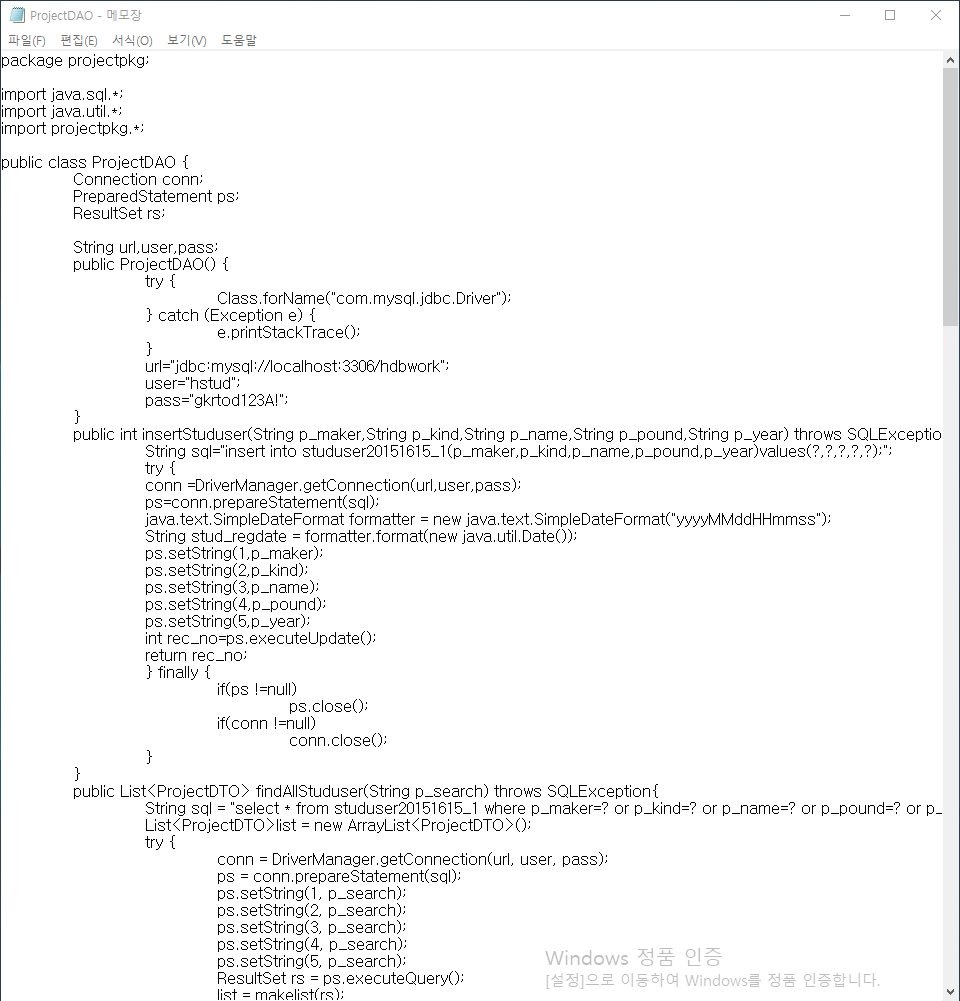 ProjectDAO - 메모장
파일(F) 편집(E) 서식(O) 보기(V) 도움말
package projectpkg;

import java.sql.*;
import java.util.*;
import projectpkg.*;

public class ProjectDAO {
	Connection conn;
	PreparedStatement ps;
	ResultSet rs;

	String url,user,pass;
	public ProjectDAO() {
		try {
			Class.forName("com.mysql.jdbc.Driver");
		} catch (Exception e) {
			e.printStackTrace();
		}
		url="jdbc:mysql://localhost:3306/hdbwork";
		user="hstud";
		pass="gkrtod123A!";
	}
	public int insertStuduser(String p_maker,String p_kind,String p_name,String p_pound,String p_year) throws SQLExceptio
		String sql="insert into studuser20151615_1(p_maker,p_kind,p_name,p_pound,p_year)values(?,?,?,?,?);";
		try {
		conn =DriverManager.getConnection(url,user,pass);
		ps=conn.prepareStatement(sql);
		java.text.SimpleDateFormat formatter = new java.text.SimpleDateFormat("yyyyMMddHHmmss");
		String stud_regdate = formatter.format(new java.util.Date());
		ps.setString(1,p_maker);
		ps.setString(2,p_kind);
		ps.setString(3,p_name);
		ps.setString(4,p_pound);
		ps.setString(5,p_year);
		int rec_no=ps.executeUpdate();
		return rec_no;
		} finally {
			if(ps !=null)
				ps.close();
			if(conn !=null)
				conn.close();
		}
	}
	public List<ProjectDTO> findAllStuduser(String p_search) throws SQLException{
		String sql = "select * from studuser20151615_1 where p_maker=? or p_kind=? or p_name=? or p_pound=? or p_
		List<ProjectDTO>list = new ArrayList<ProjectDTO>();
		try {
			conn = DriverManager.getConnection(url, user, pass);
			ps = conn.prepareStatement(sql);
			ps.setString(1, p_search);
			ps.setString(2, p_search);
			ps.setString(3, p_search);
			ps.setString(4, p_search);
			ps.setString(5, p_search);
			ResultSet rs = ps.executeQuery();
			list = makelist(rs);
Windows 정품 인증
[설정]으로 이동하여 Windows를 정품 인증합니다.